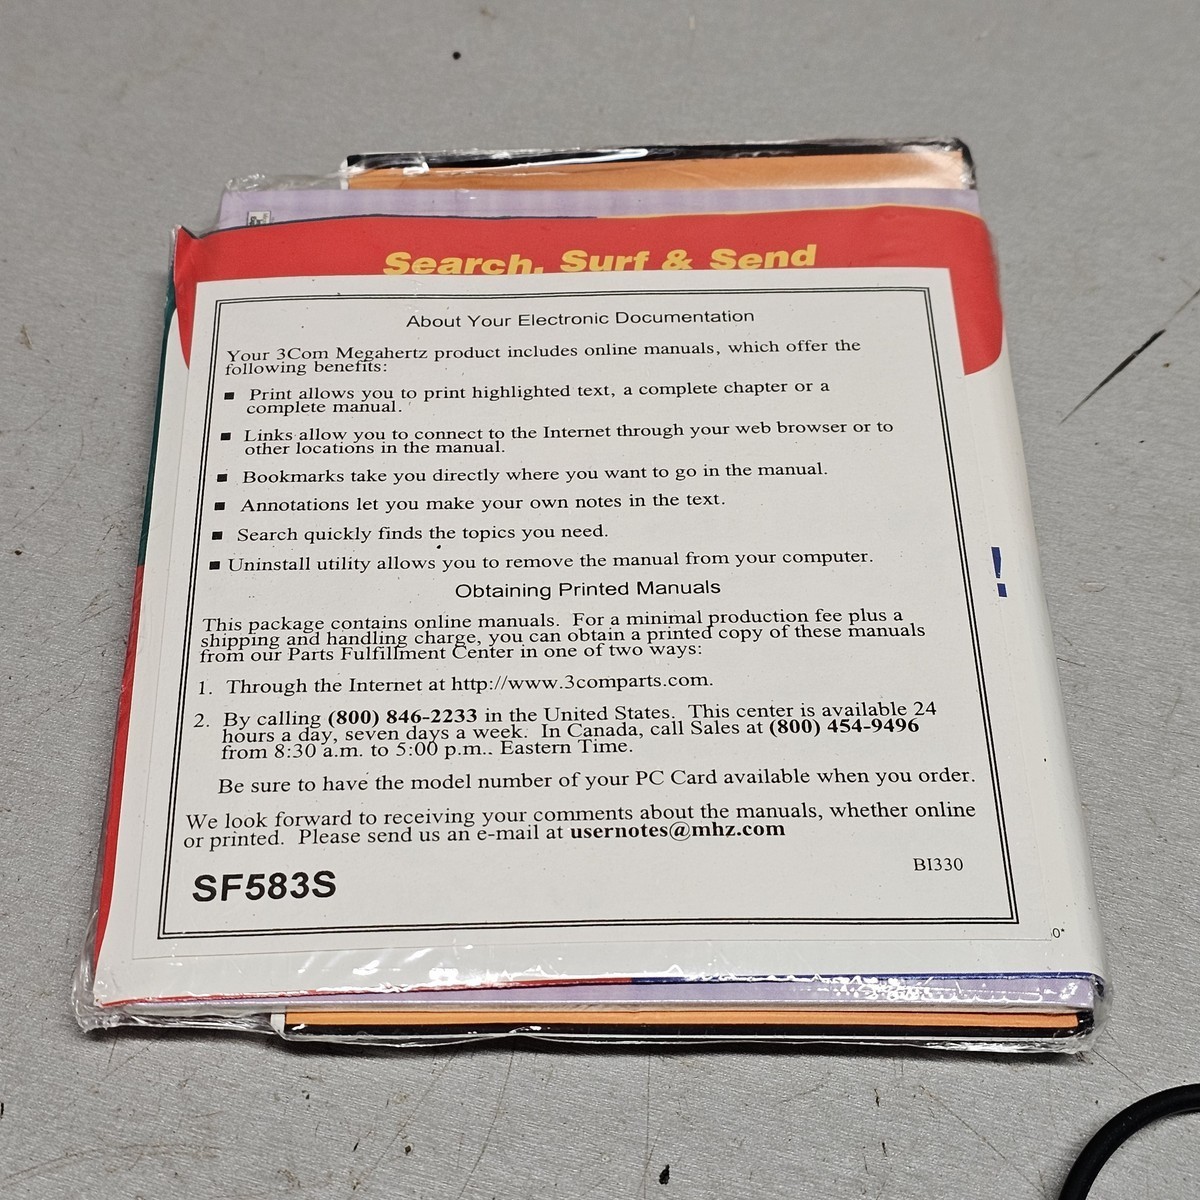 Search, Surf & Send
About Your Electronic Documentation
Your 3Com Megahertz product includes online manuals, which offer the
following benefits:
■ Print allows you to print highlighted text, a complete chapter or a
complete manual.
■ Links allow you to connect to the Internet through your web browser or to
other locations in the manual.
■ Bookmarks take you directly where you want to go in the manual.
■ Annotations let you make your own notes in the text.
■ Search quickly finds the topics you need.
■ Uninstall utility allows you to remove the manual from your computer.
Obtaining Printed Manuals
This package contains online manuals. For a minimal production fee plus a
shipping and handling charge, you can obtain a printed copy of these manuals
from our Parts Fulfillment Center in one of two ways:
1. Through the Internet at http://www.3comparts.com.
2. By calling (800) 846-2233 in the United States. This center is available 24
hours a day, seven days a week. In Canada, call Sales at (800) 454-9496
from 8:30 a.m. to 5:00 p.m.. Eastern Time.
Be sure to have the model number of your PC Card available when you order.
We look forward to receiving your comments about the manuals, whether online
or printed. Please send us an e-mail at usernotes@mhz.com
BI330
SF583S
!
0*